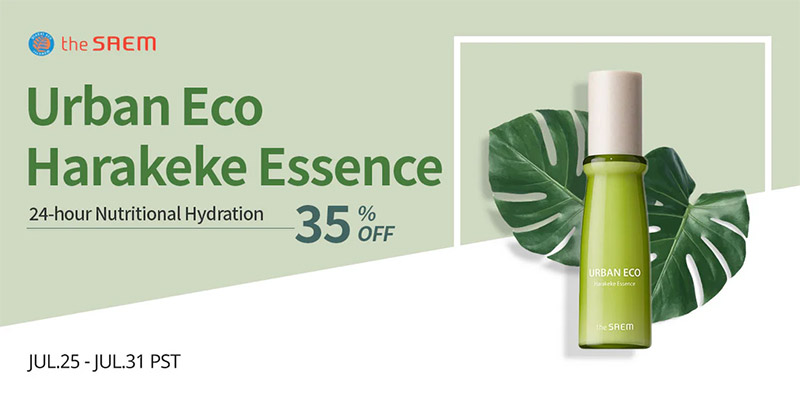 the SAEM
Urban Eco
Harakeke Essence
24-hour Nutritional Hydration
35% OFF
JUL.25 - JUL.31 PST
URBAN ECO
Harakeke Essence
the SAEM